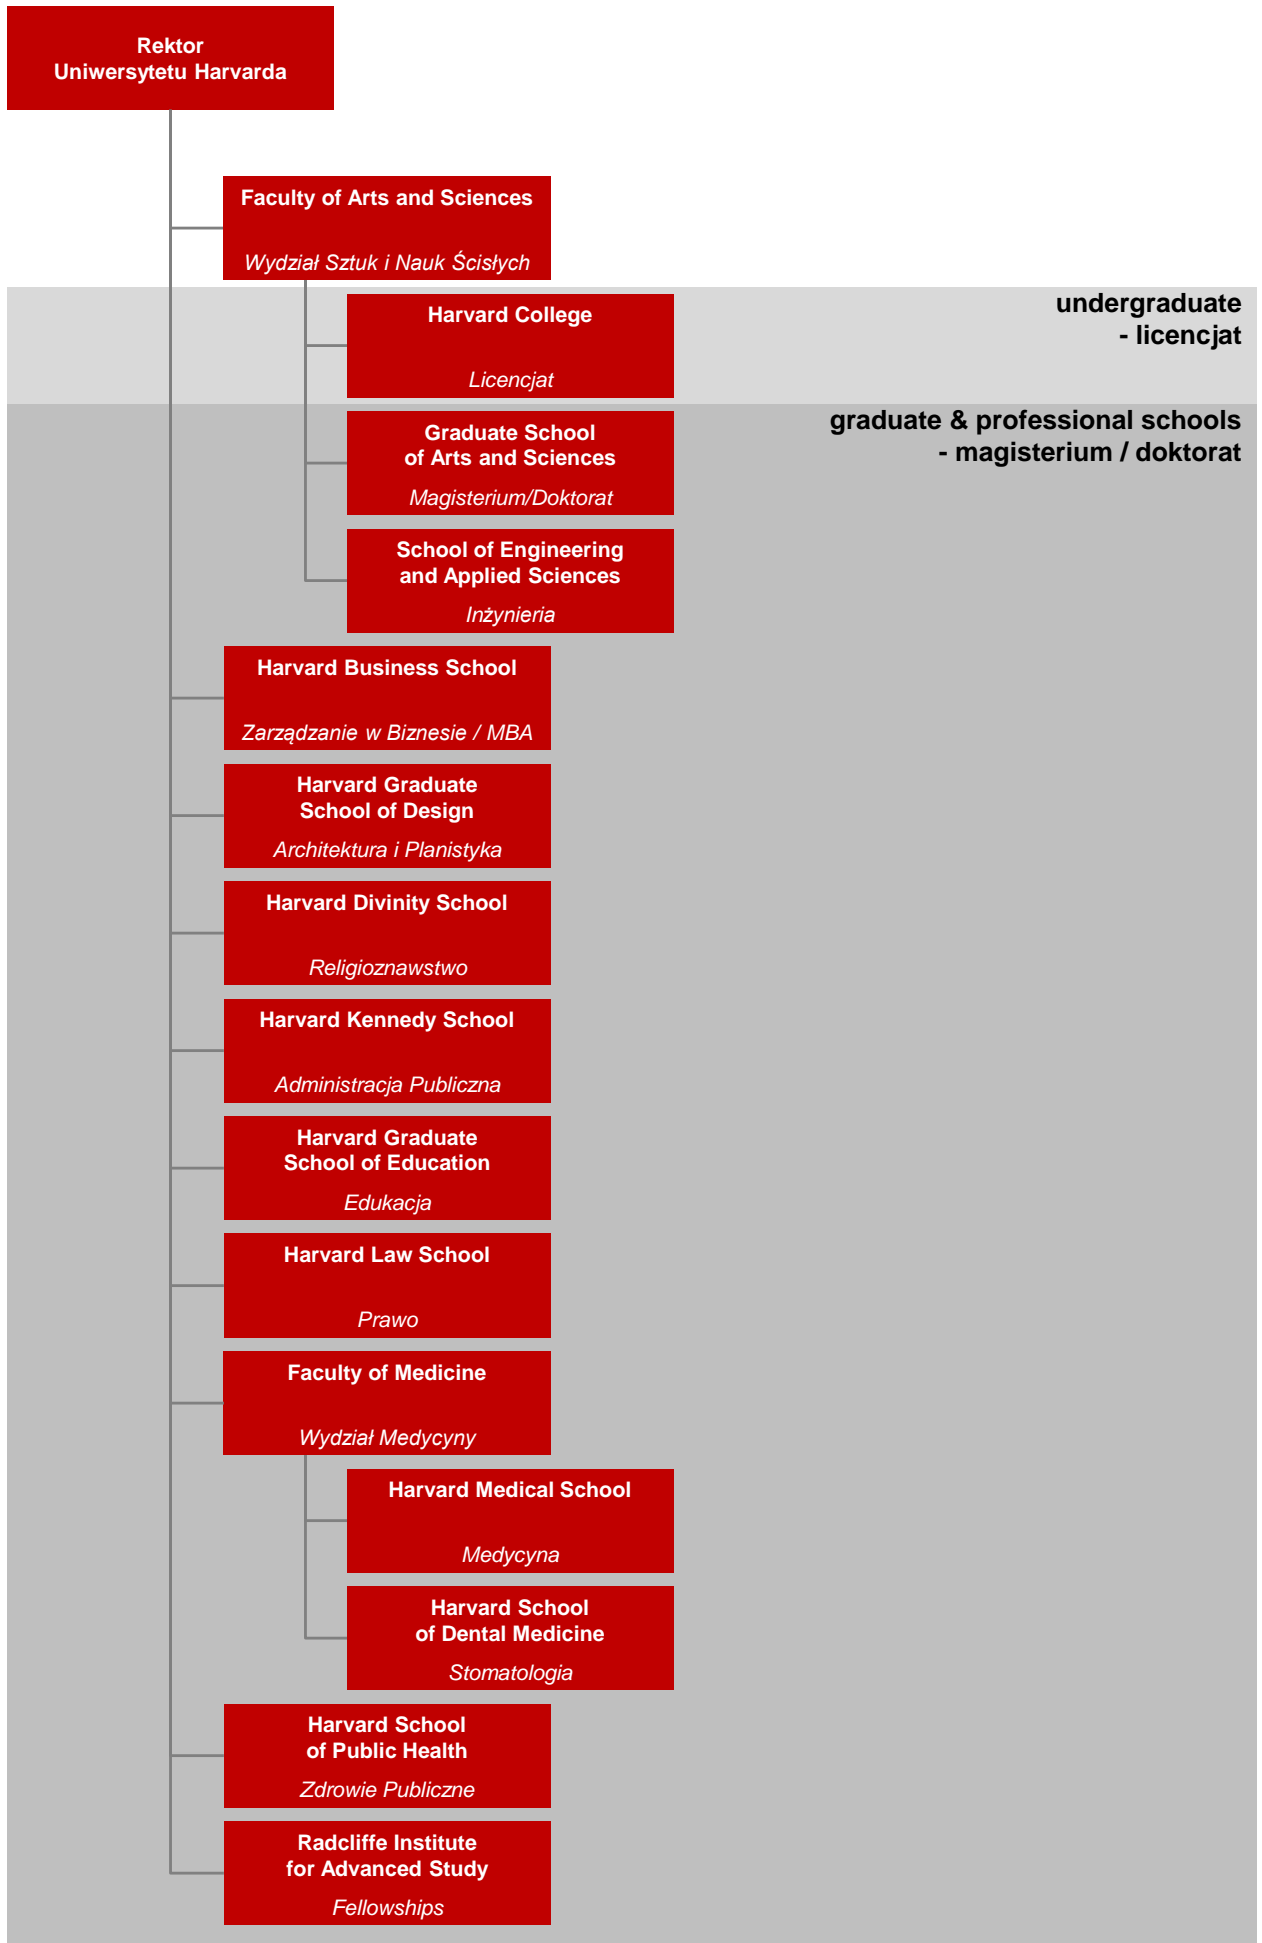 Rektor
Uniwersytetu Harvarda
Faculty of Arts and Sciences
Wydział Sztuk i Nauk Ścisłych
undergraduate
- licencjat
Harvard College
Licencjat
graduate & professional schools
- magisterium / doktorat
Graduate School
of Arts and Sciences
Magisterium/Doktorat
School of Engineering
and Applied Sciences
Inżynieria
Harvard Business School
Zarządzanie w Biznesie / MBA
Harvard Graduate
School of Design
Architektura i Planistyka
Harvard Divinity School
Religioznawstwo
Harvard Kennedy School
Administracja Publiczna
Harvard Graduate
School of Education
Edukacja
Harvard Law School
Prawo
Faculty of Medicine
Wydział Medycyny
Harvard Medical School
Medycyna
Harvard School
of Dental Medicine
Stomatologia
Harvard School
of Public Health
Zdrowie Publiczne
Radcliffe Institute
for Advanced Study
Fellowships